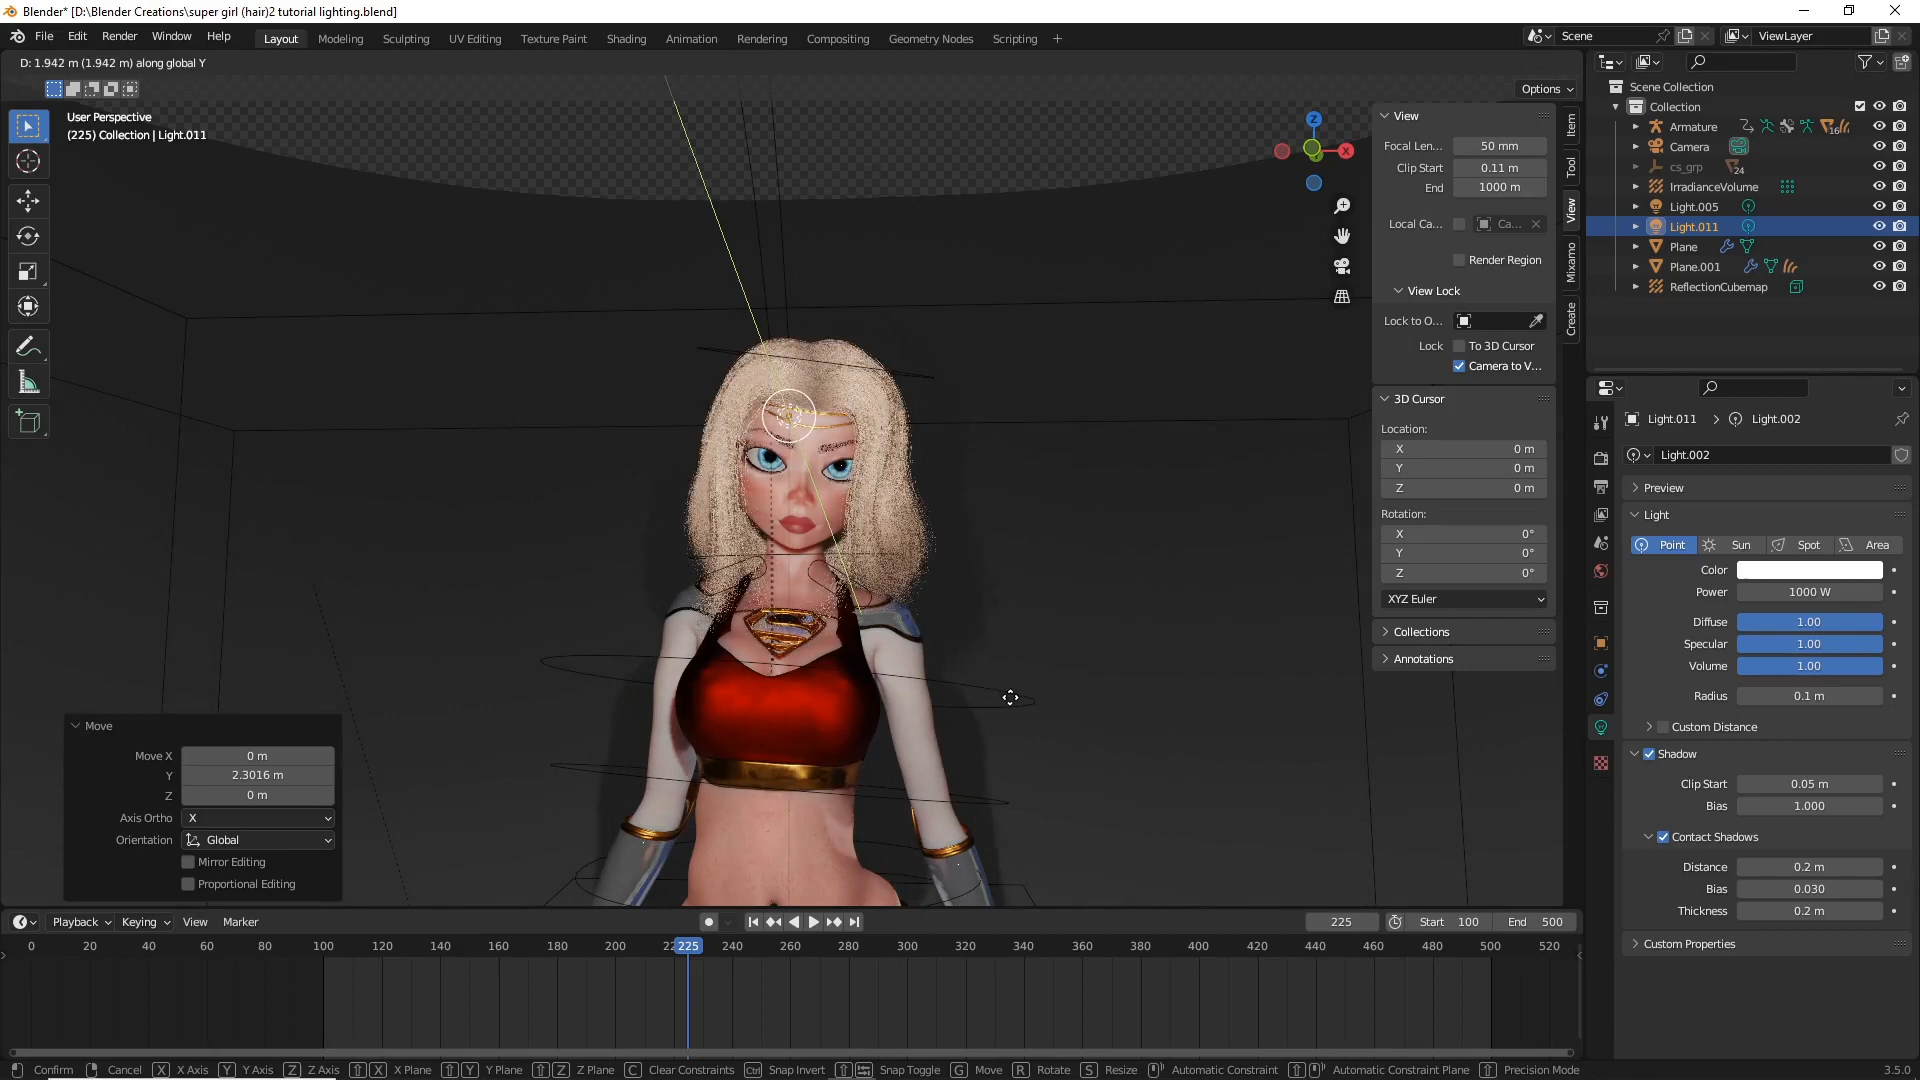 Blender* [D:\Blender Creations\super girl (hair)2 tutorial lighting.blend]
File Edit Render Window Help Layout Modeling Sculpting UV Editing Texture Paint Shading Animation Rendering Compositing Geometry Nodes Scripting + Scene ViewLayer
D: 1.942 m (1.942 m) along global Y
Options
User Perspective
(225) Collection | Light.011
Z
X
View
Focal Len... 50 mm
Clip Start 0.11 m
End 1000 m
Local Ca... Ca...
Render Region
View Lock
Lock to O...
Lock To 3D Cursor
Camera to V...
3D Cursor
Location:
X 0 m
Y 0 m
Z 0 m
Rotation:
X 0°
Y 0°
Z 0°
XYZ Euler
Collections
Annotations
Item
Tool
View
Mixamo
Create
Scene Collection
Collection
Armature 16
Camera
cs_grp 24
IrradianceVolume
Light.005
Light.011
Plane
Plane.001
ReflectionCubemap
Light.011 > Light.002
Light.002
Preview
Light
Point Sun Spot Area
Color
Power 1000 W
Diffuse 1.00
Specular 1.00
Volume 1.00
Radius 0.1 m
Custom Distance
Shadow
Clip Start 0.05 m
Bias 1.000
Contact Shadows
Distance 0.2 m
Bias 0.030
Thickness 0.2 m
Custom Properties
Move
Move X 0 m
Y 2.3016 m
Z 0 m
Axis Ortho X
Orientation Global
Mirror Editing
Proportional Editing
Playback Keying View Marker 225 Start 100 End 500
0 20 40 60 80 100 120 140 160 180 200 225 240 260 280 300 320 340 360 380 400 420 440 460 480 500 520
Confirm Cancel X X Axis Y Y Axis Z Z Axis X X Plane Y Y Plane Z Z Plane C Clear Constraints Ctrl Snap Invert Snap Toggle G Move R Rotate S Resize Automatic Constraint Automatic Constraint Plane Precision Mode 3.5.0